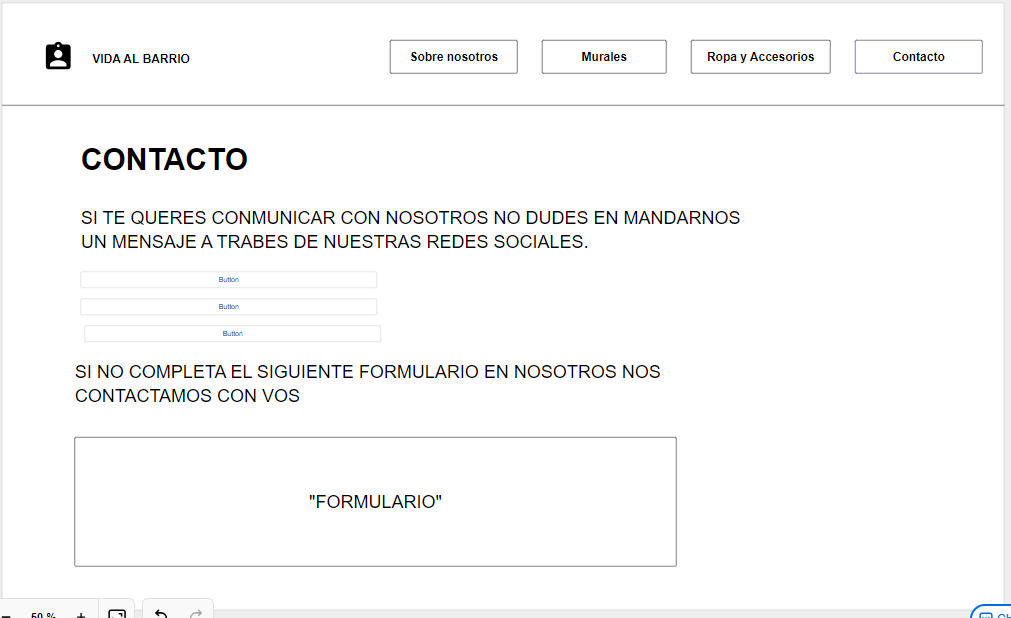 VIDA AL BARRIO
Sobre nosotros
Murales
Ropa y Accesorios
Contacto
CONTACTO
SI TE QUERES CONMUNICAR CON NOSOTROS NO DUDES EN MANDARNOS
UN MENSAJE A TRABES DE NUESTRAS REDES SOCIALES.
Button
Button
Button
SI NO COMPLETA EL SIGUIENTE FORMULARIO EN NOSOTROS NOS
CONTACTAMOS CON VOS
"FORMULARIO"
50 %